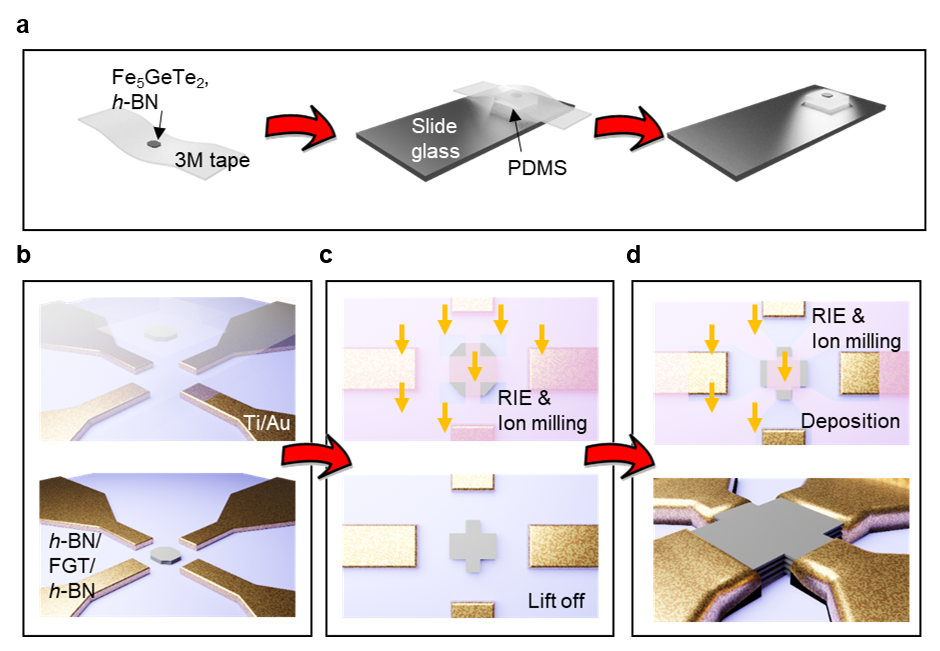 a
Fe₅GeTe₂,
h-BN
3M tape
Slide
glass
PDMS
b
c
d
Ti/Au
h-BN/
FGT/
h-BN
RIE &
Ion milling
Lift off
RIE &
Ion milling
Deposition